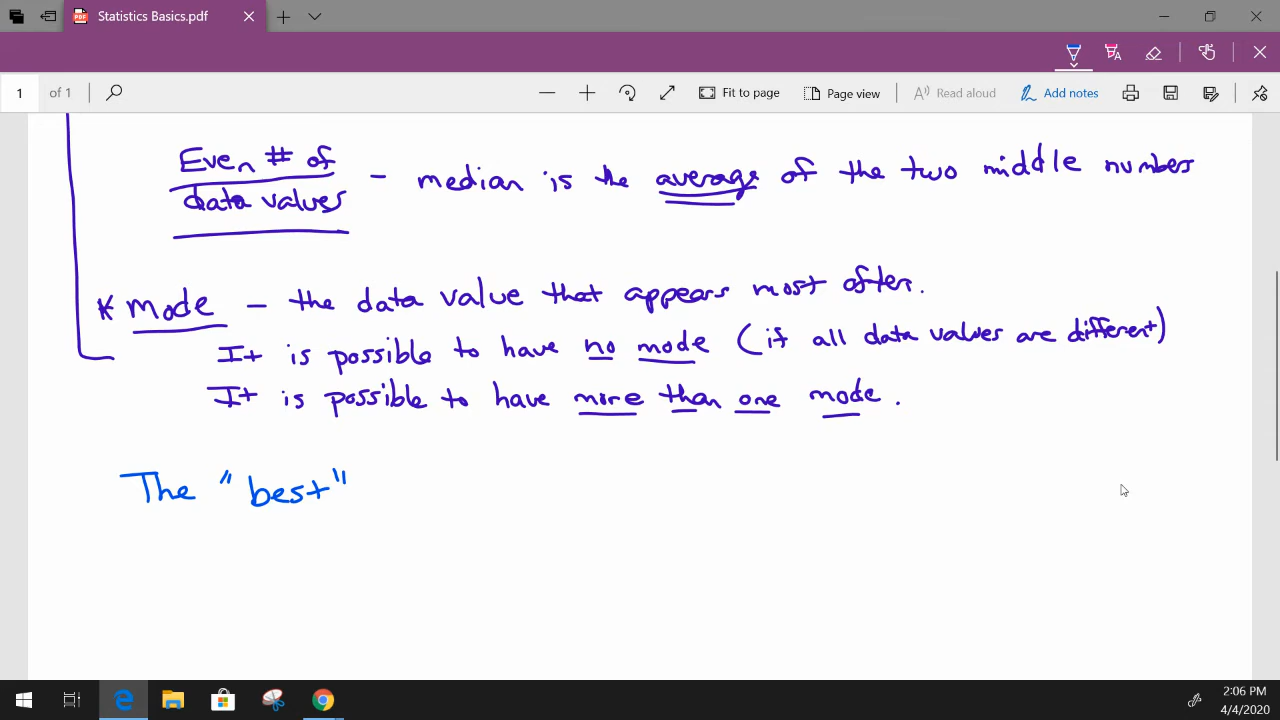 Statistics Basics.pdf
1 of 1 Fit to page Page view Read aloud Add notes
Even # of
data values – median is the average of the two middle numbers
* Mode – the data value that appears most often.
It is possible to have no mode (if all data values are different)
It is possible to have more than one mode.
The "best"
2:06 PM
4/4/2020